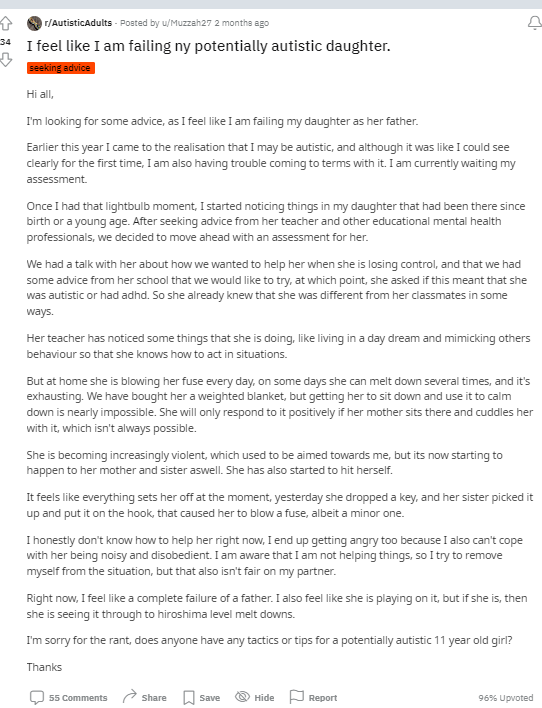 r/AutisticAdults · Posted by u/Muzzah27 2 months ago
34
I feel like I am failing ny potentially autistic daughter.
seeking advice
Hi all,
I'm looking for some advice, as I feel like I am failing my daughter as her father.
Earlier this year I came to the realisation that I may be autistic, and although it was like I could see
clearly for the first time, I am also having trouble coming to terms with it. I am currently waiting my
assessment.
Once I had that lightbulb moment, I started noticing things in my daughter that had been there since
birth or a young age. After seeking advice from her teacher and other educational mental health
professionals, we decided to move ahead with an assessment for her.
We had a talk with her about how we wanted to help her when she is losing control, and that we had
some advice from her school that we would like to try, at which point, she asked if this meant that she
was autistic or had adhd. So she already knew that she was different from her classmates in some
ways.
Her teacher has noticed some things that she is doing, like living in a day dream and mimicking others
behaviour so that she knows how to act in situations.
But at home she is blowing her fuse every day, on some days she can melt down several times, and it's
exhausting. We have bought her a weighted blanket, but getting her to sit down and use it to calm
down is nearly impossible. She will only respond to it positively if her mother sits there and cuddles her
with it, which isn't always possible.
She is becoming increasingly violent, which used to be aimed towards me, but its now starting to
happen to her mother and sister aswell. She has also started to hit herself.
It feels like everything sets her off at the moment, yesterday she dropped a key, and her sister picked it
up and put it on the hook, that caused her to blow a fuse, albeit a minor one.
I honestly don't know how to help her right now, I end up getting angry too because I also can't cope
with her being noisy and disobedient. I am aware that I am not helping things, so I try to remove
myself from the situation, but that also isn't fair on my partner.
Right now, I feel like a complete failure of a father. I also feel like she is playing on it, but if she is, then
she is seeing it through to hiroshima level melt downs.
I'm sorry for the rant, does anyone have any tactics or tips for a potentially autistic 11 year old girl?
Thanks
55 Comments Share Save Hide Report 96% Upvoted